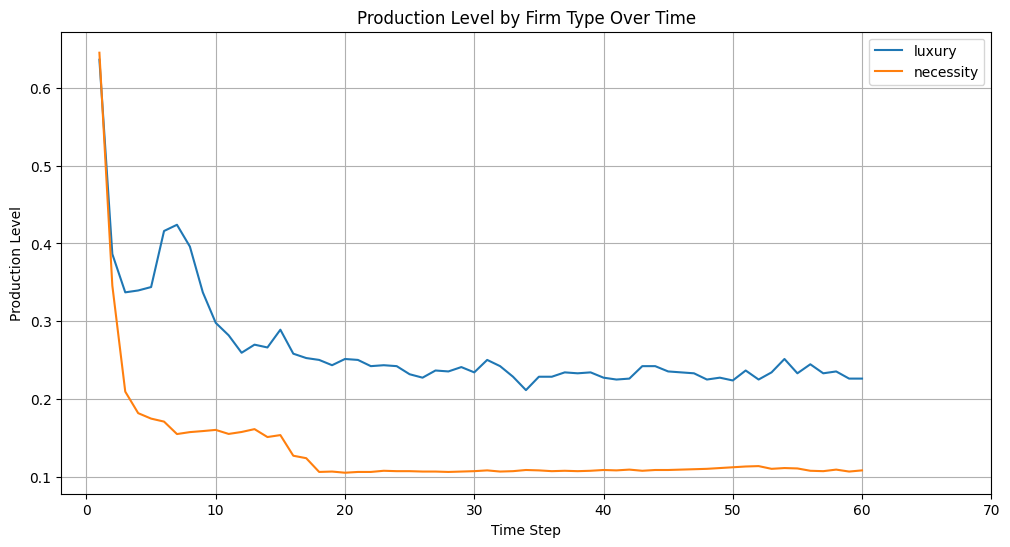 Production Level by Firm Type Over Time
luxury
necessity
Production Level
0.6
0.5
0.4
0.3
0.2
0.1
0 10 20 30 40 50 60 70
Time Step